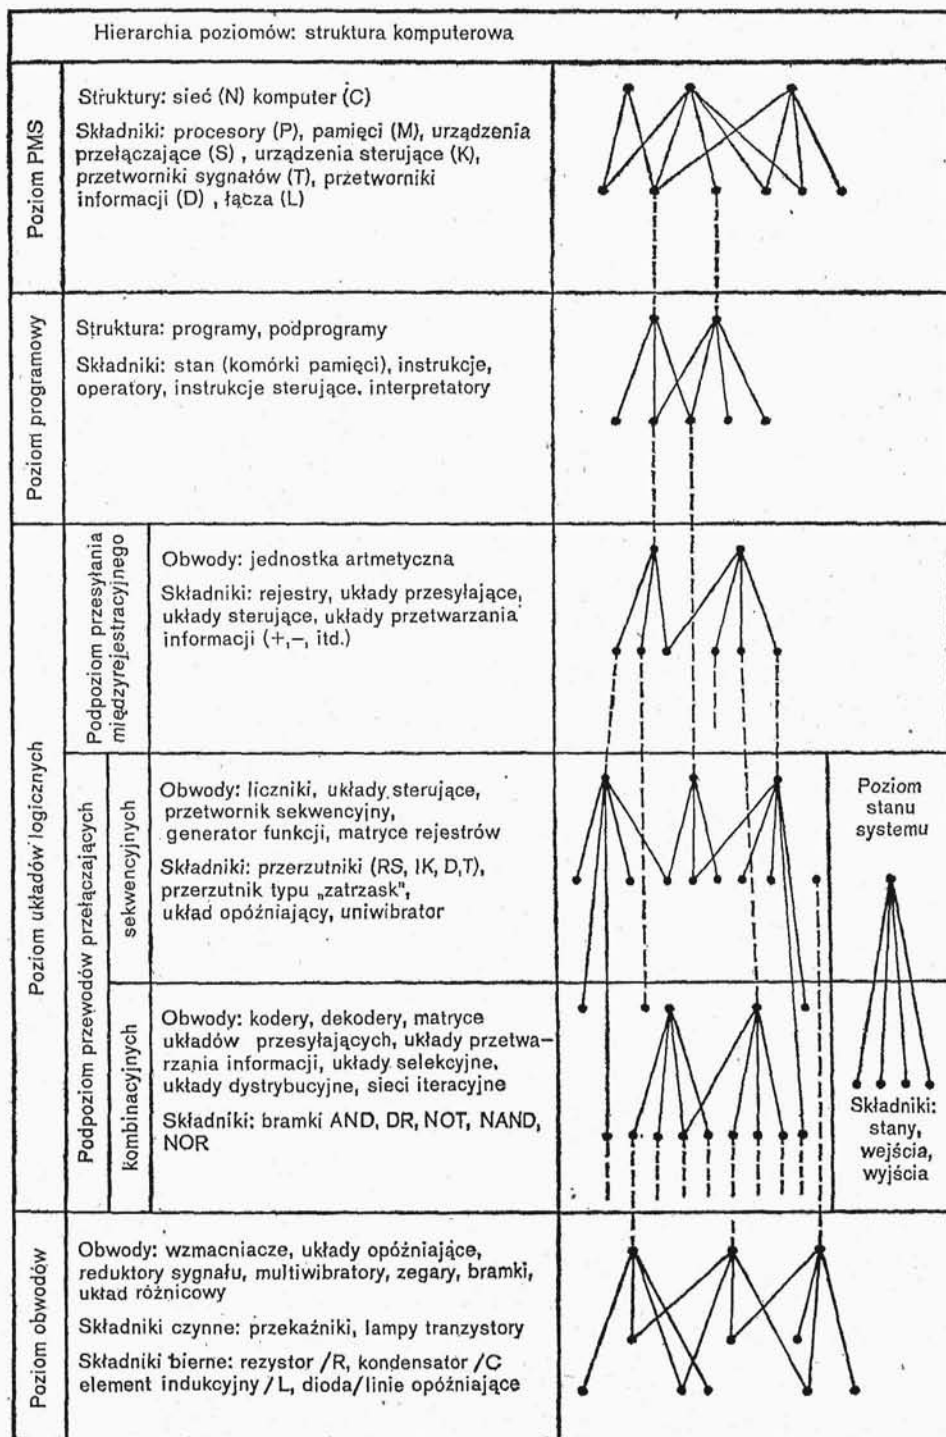 Hierarchia poziomów: struktura komputerowa
Poziom PMS
Struktury: sieć (N) komputer (C)
Składniki: procesory (P), pamięci (M), urządzenia
przełączające (S) , urządzenia sterujące (K),
przetworniki sygnałów (T), przetworniki
informacji (D) , łącza (L)
Poziom programowy
Struktura: programy, podprogramy
Składniki: stan (komórki pamięci), instrukcje,
operatory, instrukcje sterujące, interpretatory
Poziom układów logicznych
Podpoziom przesyłania
międzyrejestracyjnego
Obwody: jednostka artmetyczna
Składniki: rejestry, układy przesyłające,
układy sterujące, układy przetwarzania
informacji (+,–, itd.)
Podpoziom przewodów przełączających
sekwencyjnych
Obwody: liczniki, układy sterujące,
przetwornik sekwencyjny,
generator funkcji, matryce rejestrów
Składniki: przerzutniki (RS, IK, D,T),
przerzutnik typu „zatrzask",
układ opóźniający, uniwibrator
Poziom
stanu
systemu
kombinacyjnych
Obwody: kodery, dekodery, matryce
układów przesyłających, układy przetwa-
rzania informacji, układy selekcyjne,
układy dystrybucyjne, sieci iteracyjne
Składniki: bramki AND, DR, NOT, NAND,
NOR
Składniki:
stany,
wejścia,
wyjścia
Poziom obwodów
Obwody: wzmacniacze, układy opóźniające,
reduktory sygnału, multiwibratory, zegary, bramki,
układ różnicowy
Składniki czynne: przekaźniki, lampy tranzystory
Składniki bierne: rezystor /R, kondensator /C
element indukcyjny / L, dioda/linie opóźniające